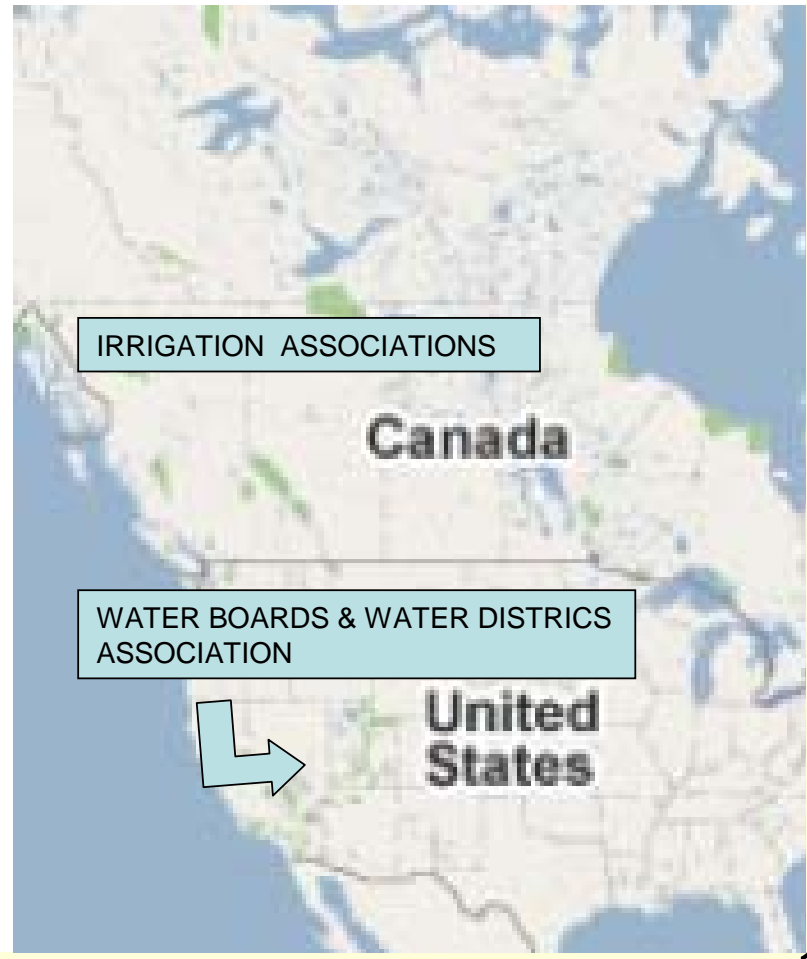 IRRIGATION ASSOCIATIONS
Canada
WATER BOARDS & WATER DISTRICS
ASSOCIATION
United
States